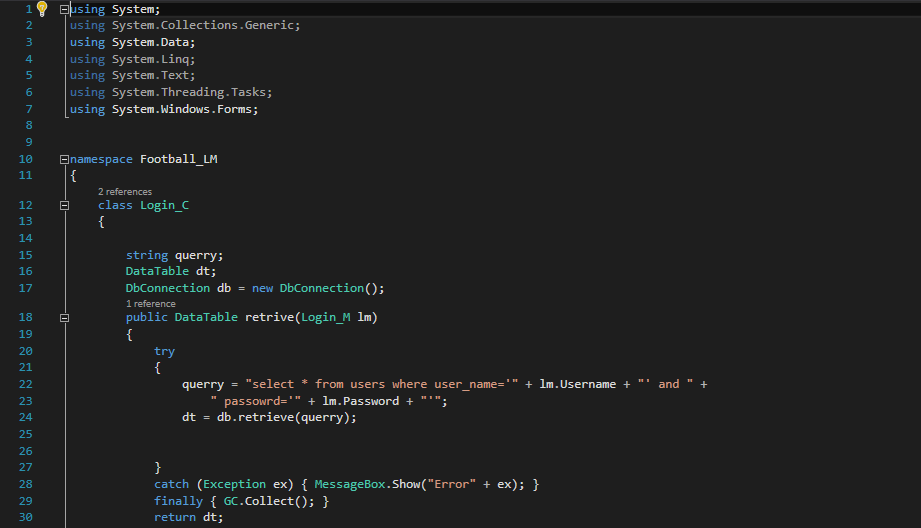 1 using System;
2 using System.Collections.Generic;
3 using System.Data;
4 using System.Linq;
5 using System.Text;
6 using System.Threading.Tasks;
7 using System.Windows.Forms;
8
9
10 namespace Football_LM
11 {
2 references
12 class Login_C
13 {
14
15 string querry;
16 DataTable dt;
17 DbConnection db = new DbConnection();
1 reference
18 public DataTable retrive(Login_M lm)
19 {
20 try
21 {
22 querry = "select * from users where user_name='" + lm.Username + "' and " +
23 " passowrd='" + lm.Password + "'";
24 dt = db.retrieve(querry);
25
26
27 }
28 catch (Exception ex) { MessageBox.Show("Error" + ex); }
29 finally { GC.Collect(); }
30 return dt;